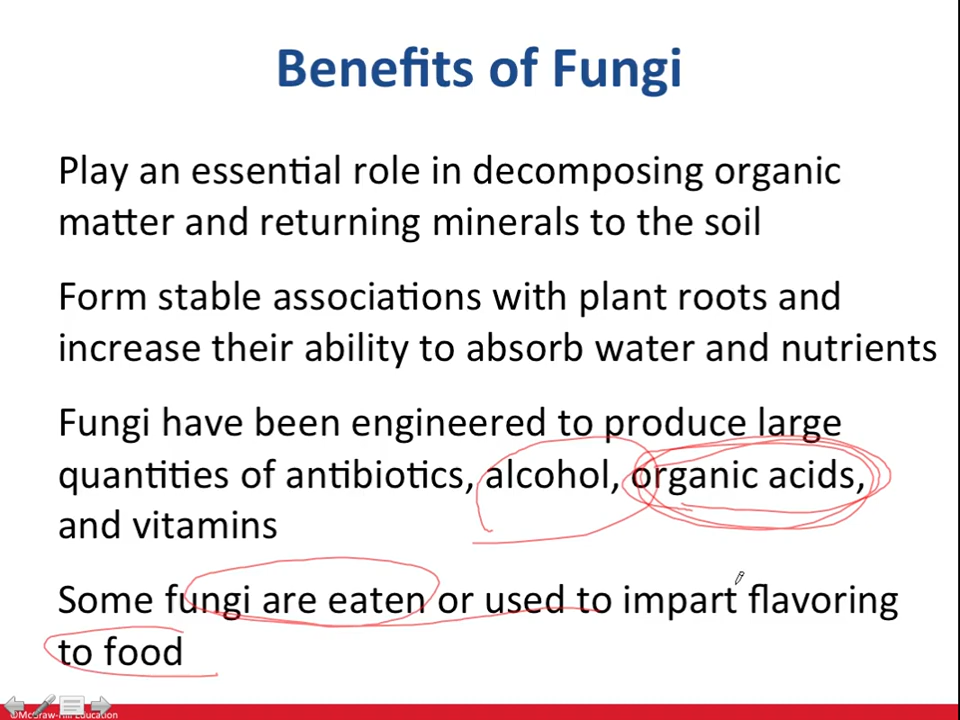 Benefits of Fungi
Play an essential role in decomposing organic
matter and returning minerals to the soil
Form stable associations with plant roots and
increase their ability to absorb water and nutrients
Fungi have been engineered to produce large
quantities of antibiotics, alcohol, organic acids,
and vitamins
Some fungi are eaten or used to impart flavoring
to food
©McGraw-Hill Education